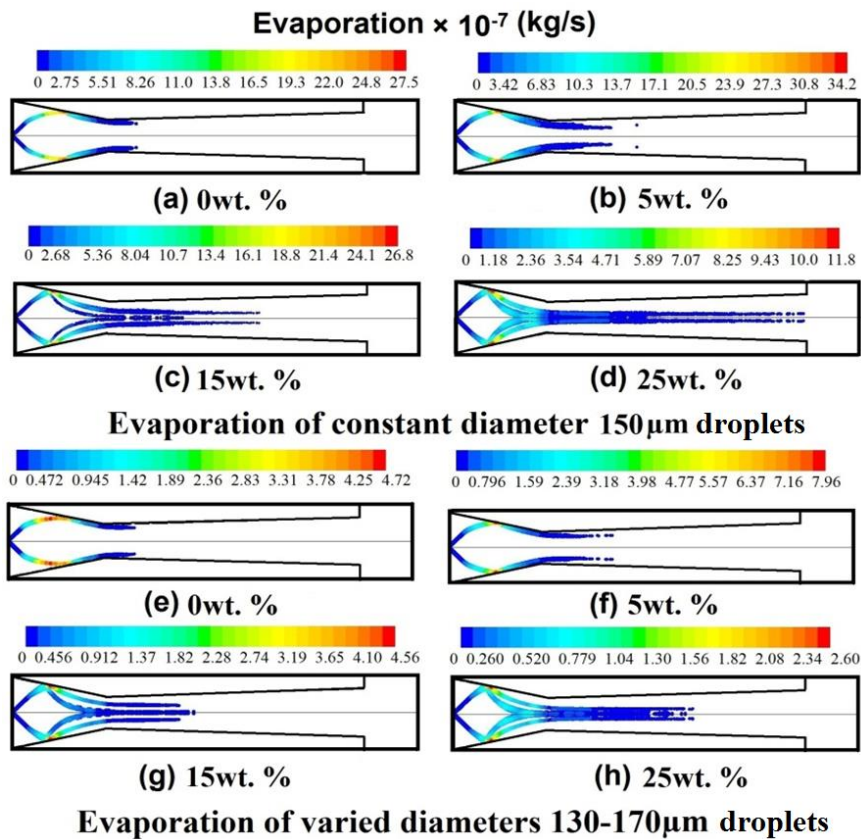 Evaporation × 10⁻⁷ (kg/s)
0 2.75 5.51 8.26 11.0 13.8 16.5 19.3 22.0 24.8 27.5
0 3.42 6.83 10.3 13.7 17.1 20.5 23.9 27.3 30.8 34.2
(a) 0wt. %
(b) 5wt. %
0 2.68 5.36 8.04 10.7 13.4 16.1 18.8 21.4 24.1 26.8
0 1.18 2.36 3.54 4.71 5.89 7.07 8.25 9.43 10.0 11.8
(c) 15wt. %
(d) 25wt. %
Evaporation of constant diameter 150μm droplets
0 0.472 0.945 1.42 1.89 2.36 2.83 3.31 3.78 4.25 4.72
0 0.796 1.59 2.39 3.18 3.98 4.77 5.57 6.37 7.16 7.96
(e) 0wt. %
(f) 5wt. %
0 0.456 0.912 1.37 1.82 2.28 2.74 3.19 3.65 4.10 4.56
0 0.260 0.520 0.779 1.04 1.30 1.56 1.82 2.08 2.34 2.60
(g) 15wt. %
(h) 25wt. %
Evaporation of varied diameters 130-170μm droplets